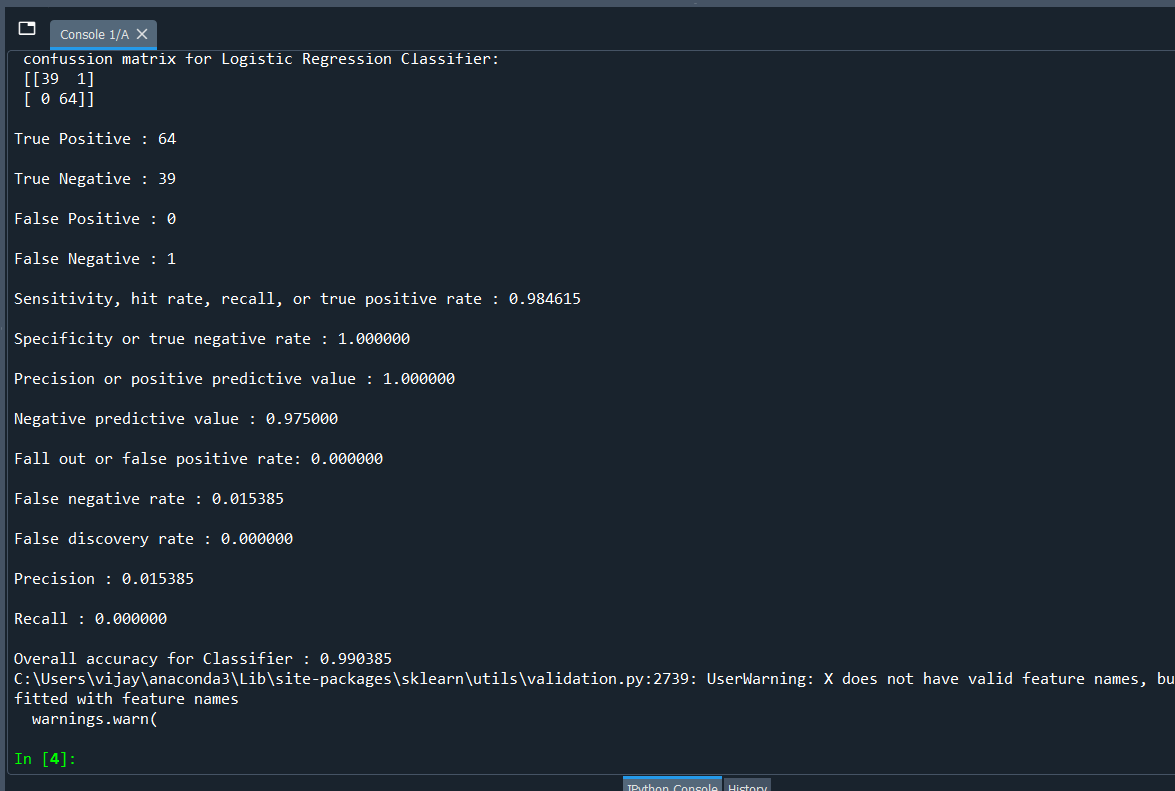 Console 1/A
confussion matrix for Logistic Regression Classifier:
[[39  1]
[ 0 64]]
True Positive : 64
True Negative : 39
False Positive : 0
False Negative : 1
Sensitivity, hit rate, recall, or true positive rate : 0.984615
Specificity or true negative rate : 1.000000
Precision or positive predictive value : 1.000000
Negative predictive value : 0.975000
Fall out or false positive rate: 0.000000
False negative rate : 0.015385
False discovery rate : 0.000000
Precision : 0.015385
Recall : 0.000000
Overall accuracy for Classifier : 0.990385
C:\Users\vijay\anaconda3\Lib\site-packages\sklearn\utils\validation.py:2739: UserWarning: X does not have valid feature names, bu
fitted with feature names
warnings.warn(
In [4]:
IPython Console History